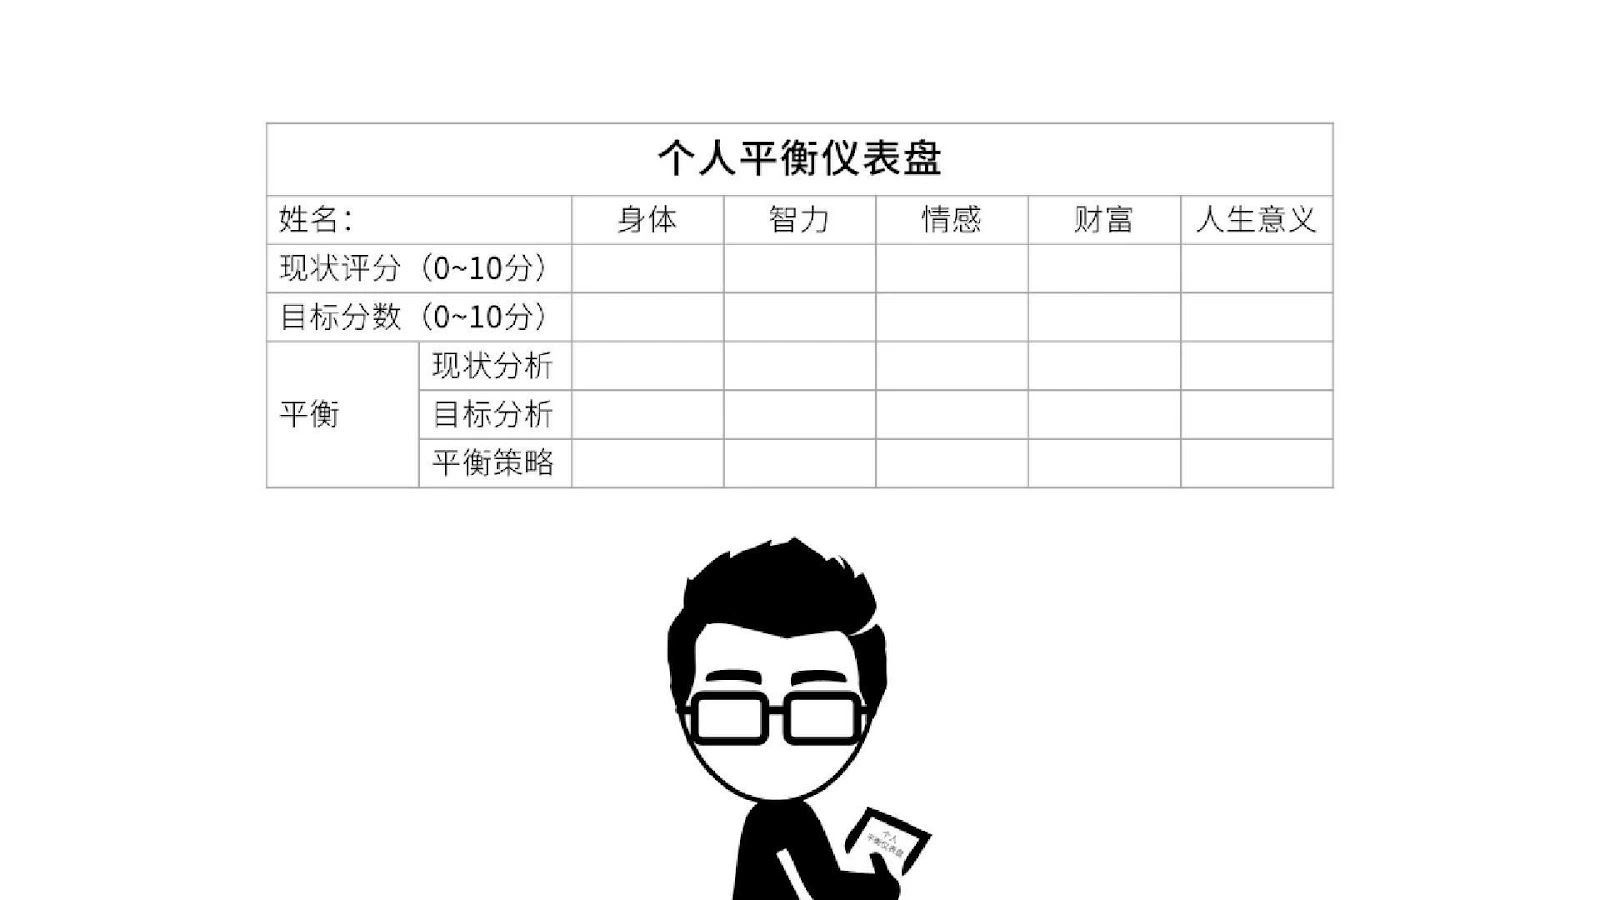 个人平衡仪表盘
姓名： 身体 智力 情感 财富 人生意义
现状评分（0~10分）
目标分数（0~10分）
平衡 现状分析
目标分析
平衡策略
个人
平衡仪表盘